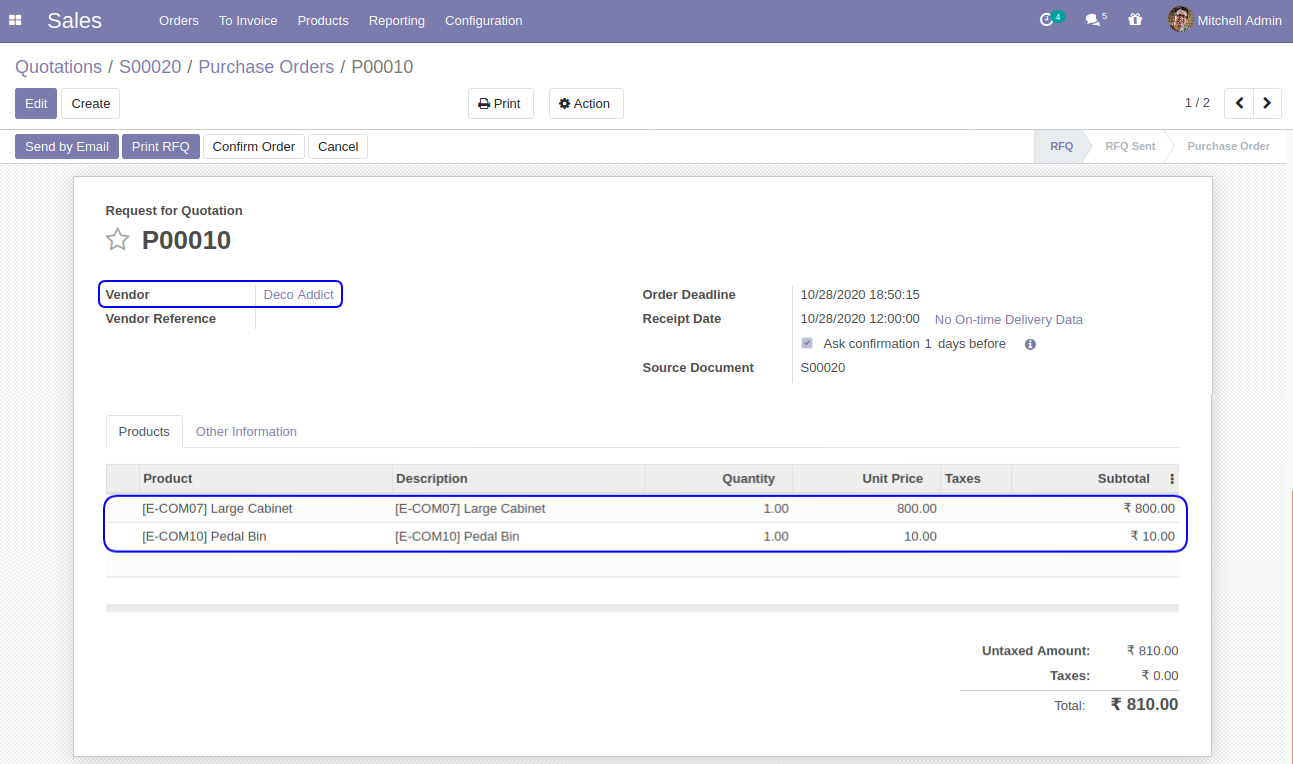 Sales Orders To Invoice Products Reporting Configuration 4 5 Mitchell Admin
Quotations / S00020 / Purchase Orders / P00010
Edit Create Print Action 1 / 2
Send by Email Print RFQ Confirm Order Cancel RFQ RFQ Sent Purchase Order
Request for Quotation
P00010
Vendor Deco Addict
Vendor Reference
Order Deadline 10/28/2020 18:50:15
Receipt Date 10/28/2020 12:00:00 No On-time Delivery Data
Ask confirmation 1 days before
Source Document S00020
Products Other Information
Product Description Quantity Unit Price Taxes Subtotal
[E-COM07] Large Cabinet [E-COM07] Large Cabinet 1.00 800.00 ₹ 800.00
[E-COM10] Pedal Bin [E-COM10] Pedal Bin 1.00 10.00 ₹ 10.00
Untaxed Amount: ₹ 810.00
Taxes: ₹ 0.00
Total: ₹ 810.00